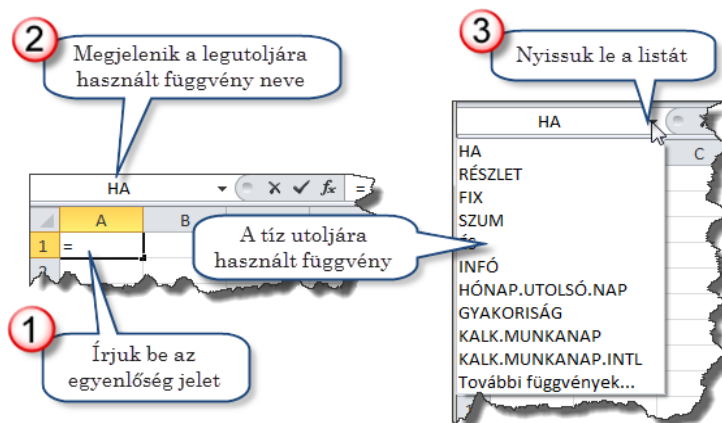 2
Megjelenik a legutoljára
használt függvény neve
HA
fx
=
A
B
1
=
2
1
Írjuk be az
egyenlőség jelet
3
Nyissuk le a listát
HA
C
HA
RÉSZLET
FIX
SZUM
A tíz utoljára
használt függvény
INFÓ
HÓNAP.UTOLSÓ.NAP
GYAKORISÁG
KALK.MUNKANAP
KALK.MUNKANAP.INTL
További függvények...